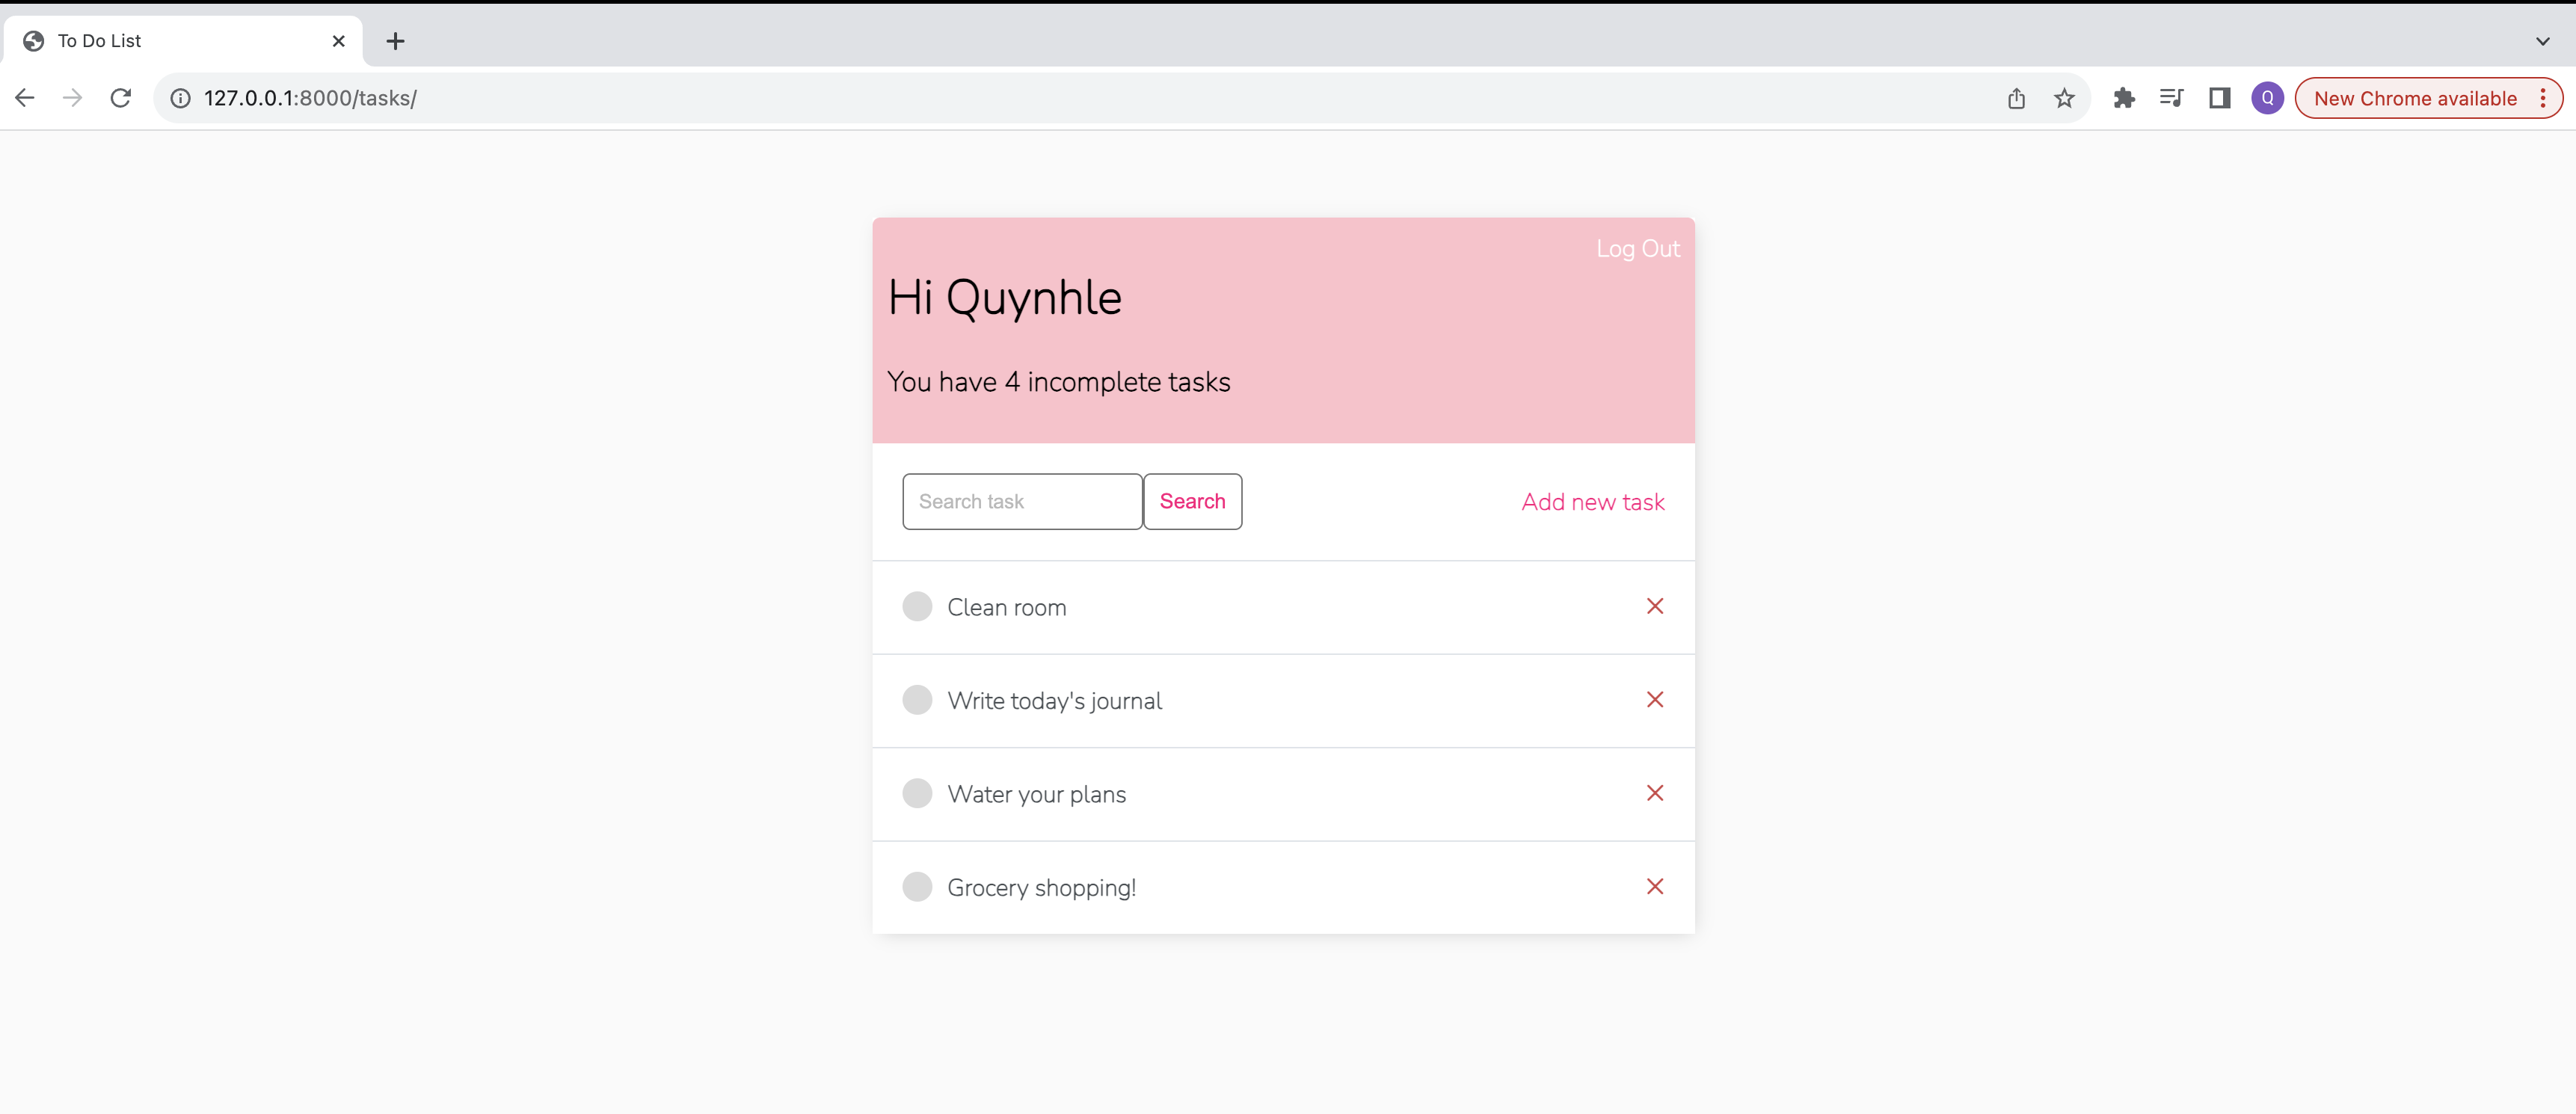 To Do List
127.0.0.1:8000/tasks/
Q
New Chrome available
Log Out
Hi Quynhle
You have 4 incomplete tasks
Search task
Search
Add new task
Clean room
Write today's journal
Water your plans
Grocery shopping!